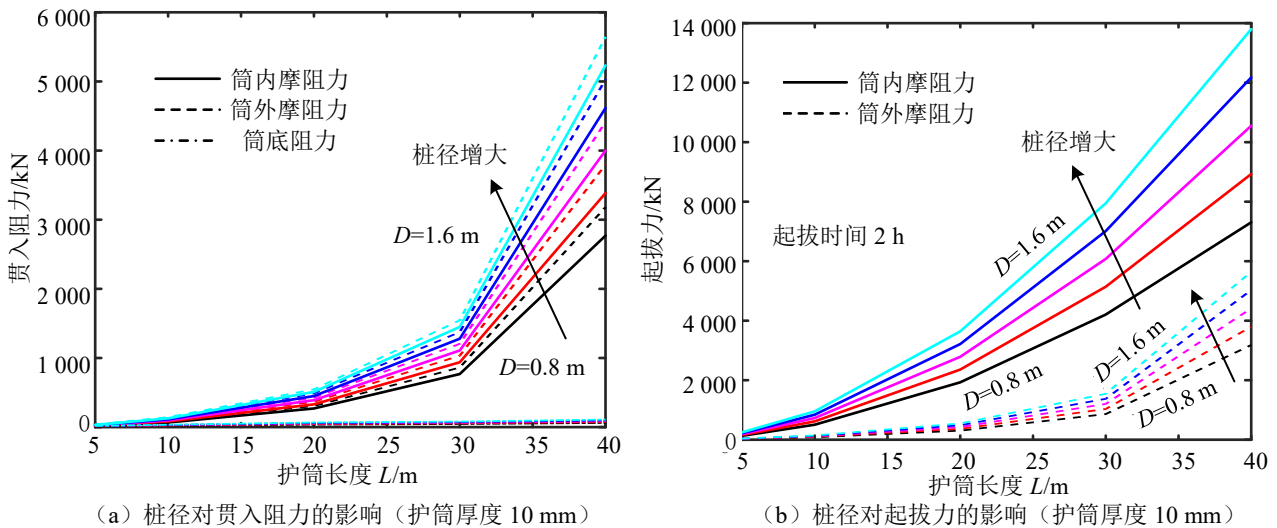 6 000
5 000
4 000
3 000
2 000
1 000
0
贯入阻力/kN
筒内摩阻力
筒外摩阻力
筒底阻力
桩径增大
D=1.6 m
D=0.8 m
5 10 15 20 25 30 35 40
护筒长度 L/m
(a) 桩径对贯入阻力的影响(护筒厚度 10 mm)
14 000
12 000
10 000
8 000
6 000
4 000
2 000
0
起拔力/kN
筒内摩阻力
筒外摩阻力
桩径增大
起拔时间 2 h
D=1.6 m
D=0.8 m
D=1.6 m
D=0.8 m
5 10 15 20 25 30 35 40
护筒长度 L/m
(b) 桩径对起拔力的影响(护筒厚度 10 mm)